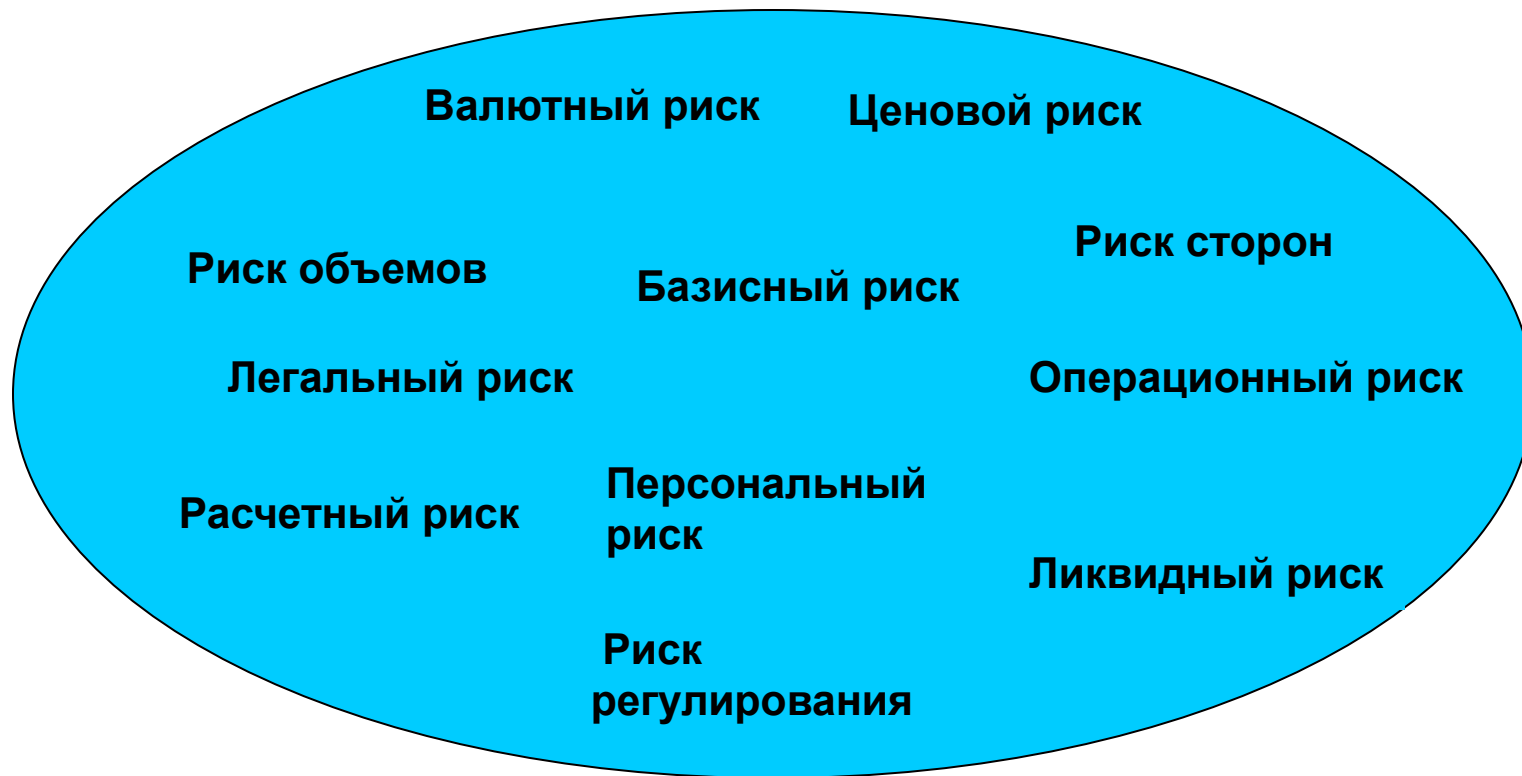 Валютный риск
Ценовой риск
Риск сторон
Риск объемов
Базисный риск
Легальный риск
Операционный риск
Персональный
риск
Расчетный риск
Ликвидный риск
Риск
регулирования